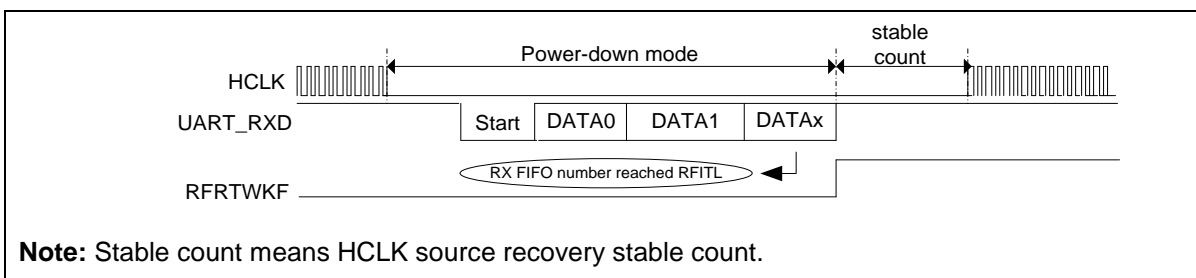 stable
count
Power-down mode
HCLK
UART_RXD
Start DATA0 DATA1 DATAx
RX FIFO number reached RFITL
RFRTWKF
Note: Stable count means HCLK source recovery stable count.